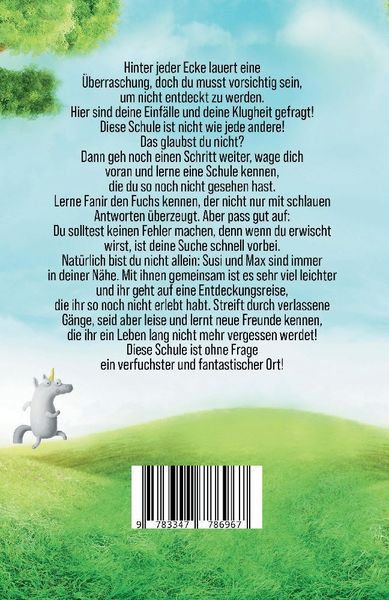 Hinter jeder Ecke lauert eine
Überraschung, doch du musst vorsichtig sein,
um nicht entdeckt zu werden.
Hier sind deine Einfälle und deine Klugheit gefragt!
Diese Schule ist nicht wie jede andere!
Das glaubst du nicht?
Dann geh noch einen Schritt weiter, wage dich
voran und lerne eine Schule kennen,
die du so noch nicht gesehen hast.
Lerne Fanir den Fuchs kennen, der nicht nur mit schlauen
Antworten überzeugt. Aber pass gut auf:
Du solltest keinen Fehler machen, denn wenn du erwischt
wirst, ist deine Suche schnell vorbei.
Natürlich bist du nicht allein: Susi und Max sind immer
in deiner Nähe. Mit ihnen gemeinsam ist es sehr viel leichter
und ihr geht auf eine Entdeckungsreise,
die ihr so noch nicht erlebt habt. Streift durch verlassene
Gänge, seid aber leise und lernt neue Freunde kennen,
die ihr ein Leben lang nicht mehr vergessen werdet!
Diese Schule ist ohne Frage
ein verfuchster und fantastischer Ort!
9 783347 786967